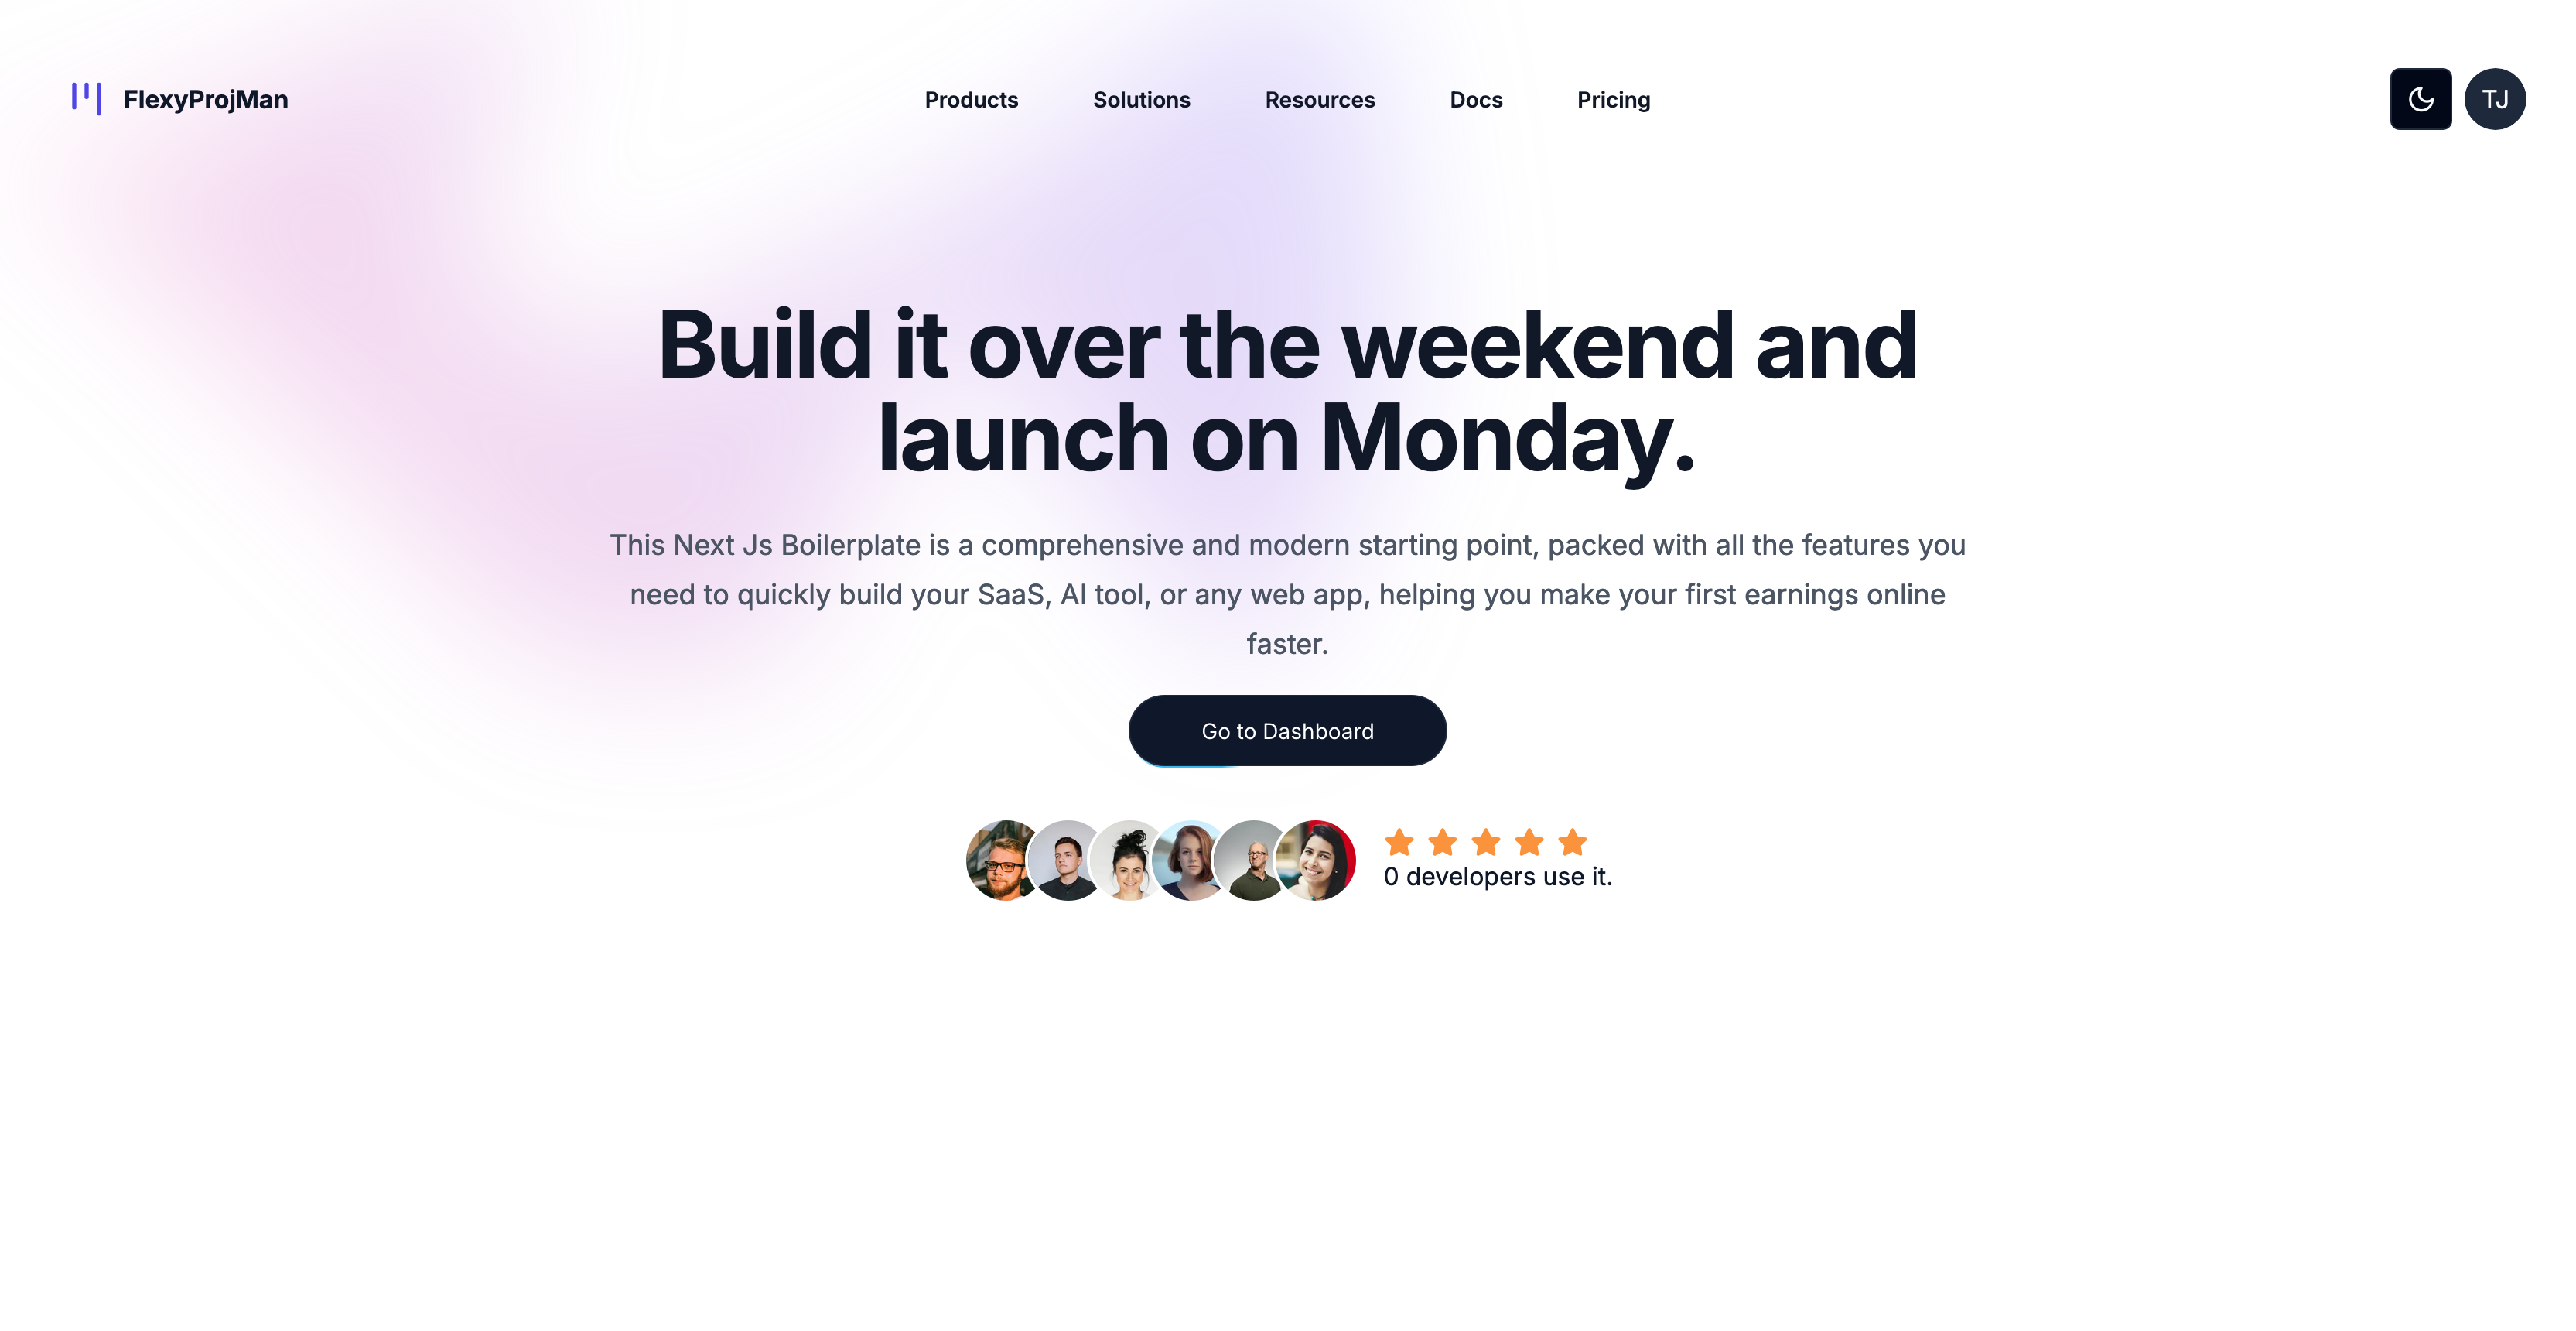 FlexyProjMan
Products
Solutions
Resources
Docs
Pricing
TJ
Build it over the weekend and
launch on Monday.
This Next Js Boilerplate is a comprehensive and modern starting point, packed with all the features you
need to quickly build your SaaS, AI tool, or any web app, helping you make your first earnings online
faster.
Go to Dashboard
0 developers use it.